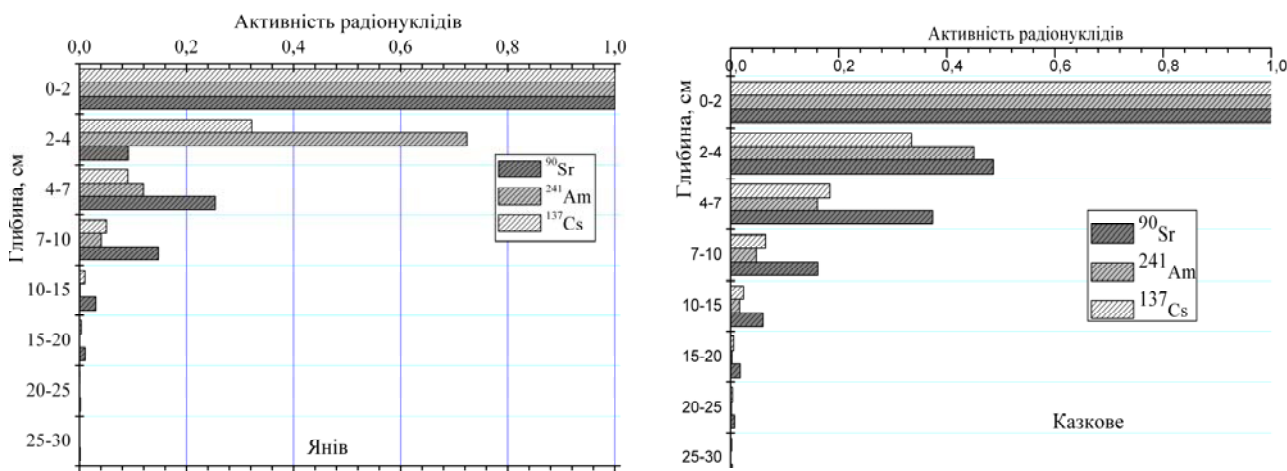 Активність радіонуклідів
0,0 0,2 0,4 0,6 0,8 1,0
Глибина, см
0-2
2-4
4-7
7-10
10-15
15-20
20-25
25-30
⁹⁰Sr
²⁴¹Am
¹³⁷Cs
Янів
Активність радіонуклідів
0,0 0,2 0,4 0,6 0,8 1,0
Глибина, см
0-2
2-4
4-7
7-10
10-15
15-20
20-25
25-30
⁹⁰Sr
²⁴¹Am
¹³⁷Cs
Казкове